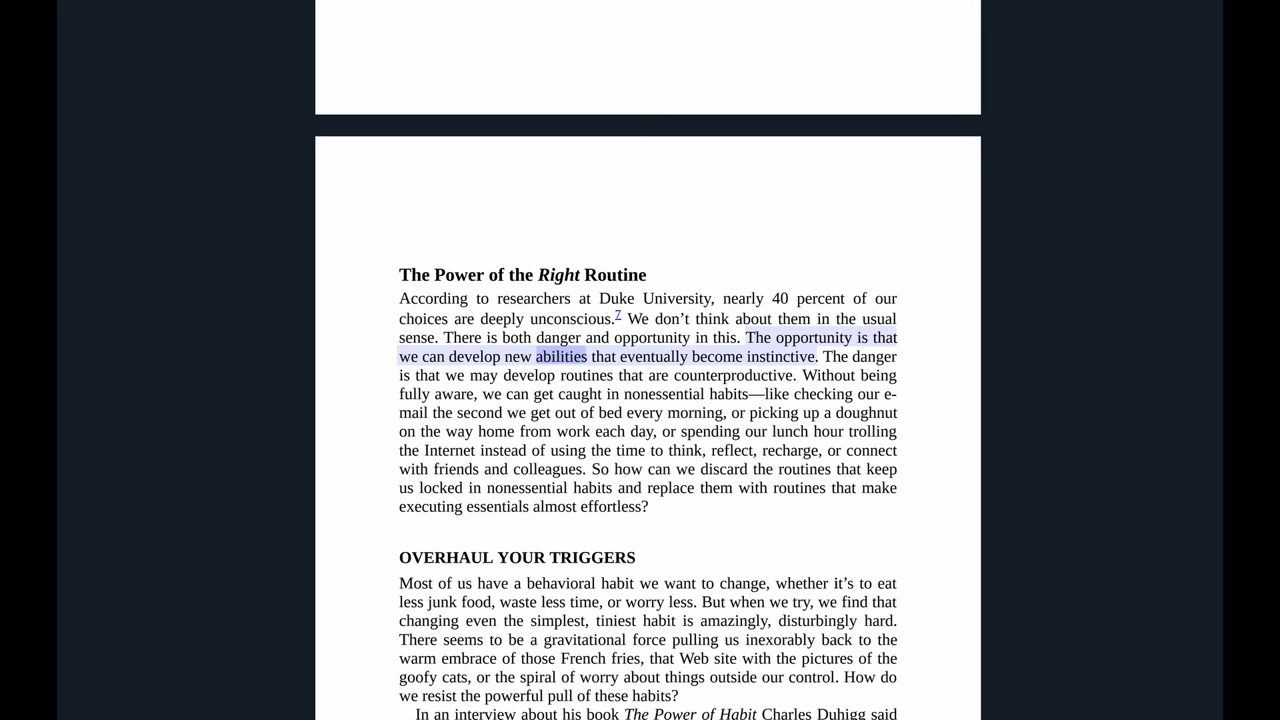 The Power of the Right Routine
According to researchers at Duke University, nearly 40 percent of our
choices are deeply unconscious.7 We don’t think about them in the usual
sense. There is both danger and opportunity in this. The opportunity is that
we can develop new abilities that eventually become instinctive. The danger
is that we may develop routines that are counterproductive. Without being
fully aware, we can get caught in nonessential habits—like checking our e-
mail the second we get out of bed every morning, or picking up a doughnut
on the way home from work each day, or spending our lunch hour trolling
the Internet instead of using the time to think, reflect, recharge, or connect
with friends and colleagues. So how can we discard the routines that keep
us locked in nonessential habits and replace them with routines that make
executing essentials almost effortless?
OVERHAUL YOUR TRIGGERS
Most of us have a behavioral habit we want to change, whether it’s to eat
less junk food, waste less time, or worry less. But when we try, we find that
changing even the simplest, tiniest habit is amazingly, disturbingly hard.
There seems to be a gravitational force pulling us inexorably back to the
warm embrace of those French fries, that Web site with the pictures of the
goofy cats, or the spiral of worry about things outside our control. How do
we resist the powerful pull of these habits?
In an interview about his book The Power of Habit Charles Duhigg said